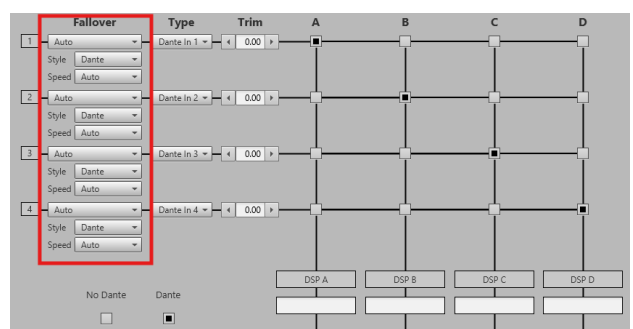 Fallover Type Trim A B C D
1 Auto Dante In 1 0.00
Style Dante
Speed Auto
2 Auto Dante In 2 0.00
Style Dante
Speed Auto
3 Auto Dante In 3 0.00
Style Dante
Speed Auto
4 Auto Dante In 4 0.00
Style Dante
Speed Auto
DSP A DSP B DSP C DSP D
No Dante Dante